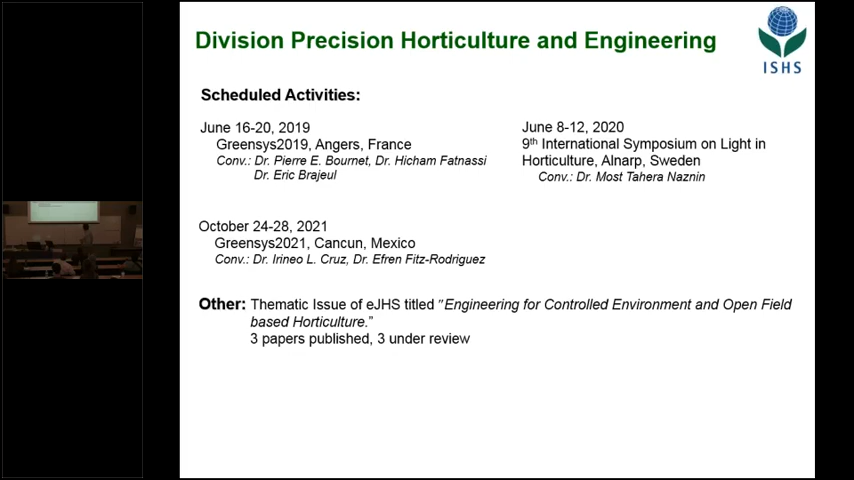 Division Precision Horticulture and Engineering
ISHS
Scheduled Activities:
June 16-20, 2019
Greensys2019, Angers, France
Conv.: Dr. Pierre E. Bournet, Dr. Hicham Fatnassi
Dr. Eric Brajeul
June 8-12, 2020
9th International Symposium on Light in
Horticulture, Alnarp, Sweden
Conv.: Dr. Most Tahera Naznin
October 24-28, 2021
Greensys2021, Cancun, Mexico
Conv.: Dr. Irineo L. Cruz, Dr. Efren Fitz-Rodriguez
Other: Thematic Issue of eJHS titled "Engineering for Controlled Environment and Open Field
based Horticulture."
3 papers published, 3 under review